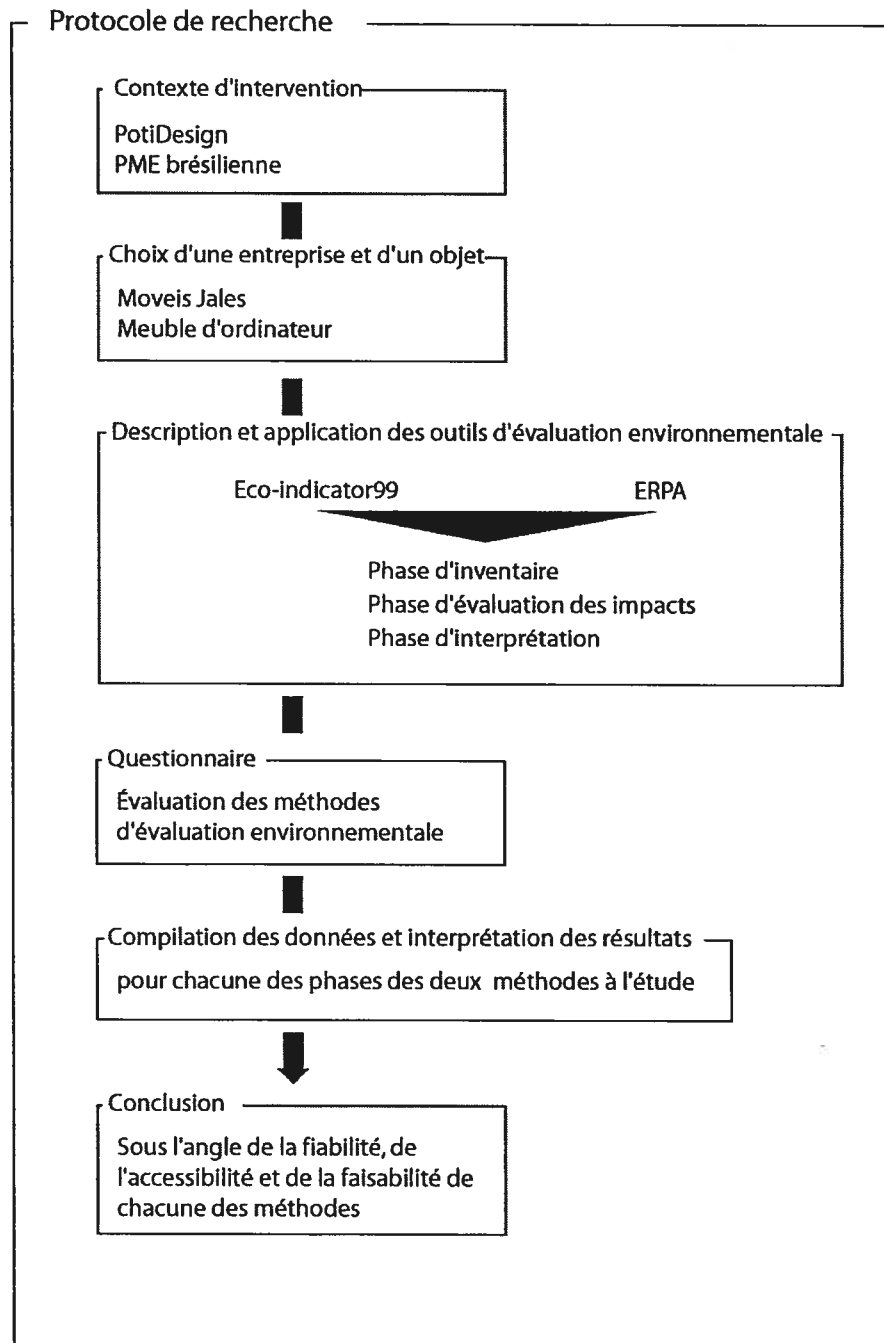 Protocole de recherche
Contexte d'intervention
PotiDesign
PME brésilienne
Choix d'une entreprise et d'un objet
Moveis Jales
Meuble d'ordinateur
Description et application des outils d'évaluation environnementale
Eco-indicator99 ERPA
Phase d'inventaire
Phase d'évaluation des impacts
Phase d'interprétation
Questionnaire
Évaluation des méthodes
d'évaluation environnementale
Compilation des données et interprétation des résultats
pour chacune des phases des deux méthodes à l'étude
Conclusion
Sous l'angle de la fiabilité, de
l'accessibilité et de la faisabilité de
chacune des méthodes